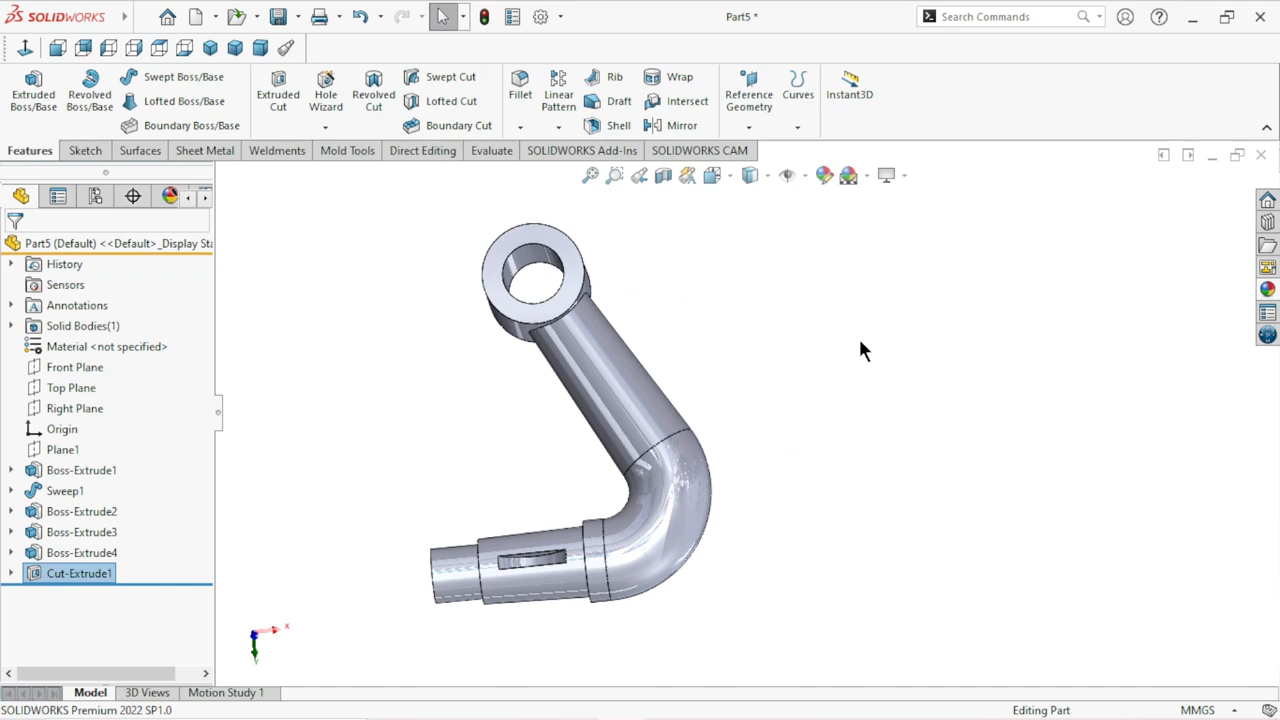 SOLIDWORKS
Part5 *
Search Commands
Extruded Boss/Base
Revolved Boss/Base
Swept Boss/Base
Lofted Boss/Base
Boundary Boss/Base
Extruded Cut
Hole Wizard
Revolved Cut
Swept Cut
Lofted Cut
Boundary Cut
Fillet
Linear Pattern
Rib
Draft
Shell
Wrap
Intersect
Mirror
Reference Geometry
Curves
Instant3D
Features Sketch Surfaces Sheet Metal Weldments Mold Tools Direct Editing Evaluate SOLIDWORKS Add-Ins SOLIDWORKS CAM
Part5 (Default) <<Default>_Display Sta
History
Sensors
Annotations
Solid Bodies(1)
Material <not specified>
Front Plane
Top Plane
Right Plane
Origin
Plane1
Boss-Extrude1
Sweep1
Boss-Extrude2
Boss-Extrude3
Boss-Extrude4
Cut-Extrude1
x
Y
Model 3D Views Motion Study 1
SOLIDWORKS Premium 2022 SP1.0 Editing Part MMGS